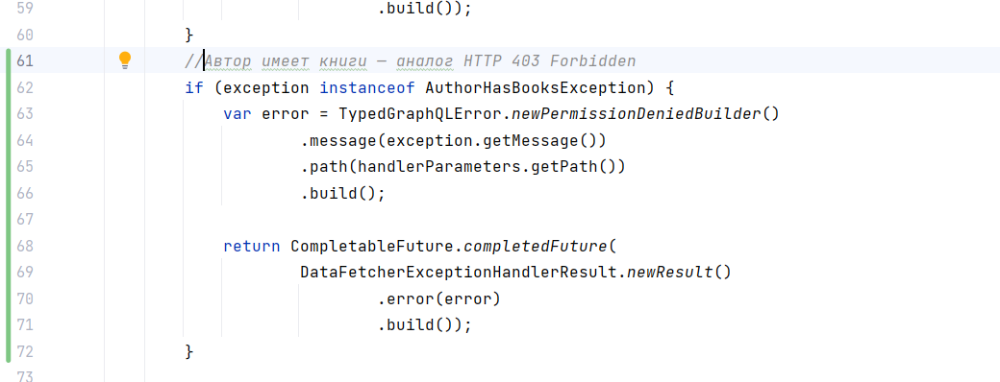 59 .build());
60 }
61 //Автор имеет книги — аналог HTTP 403 Forbidden
62 if (exception instanceof AuthorHasBooksException) {
63 var error = TypedGraphQLError.newPermissionDeniedBuilder()
64 .message(exception.getMessage())
65 .path(handlerParameters.getPath())
66 .build();
67
68 return CompletableFuture.completedFuture(
69 DataFetcherExceptionHandlerResult.newResult()
70 .error(error)
71 .build());
72 }
73